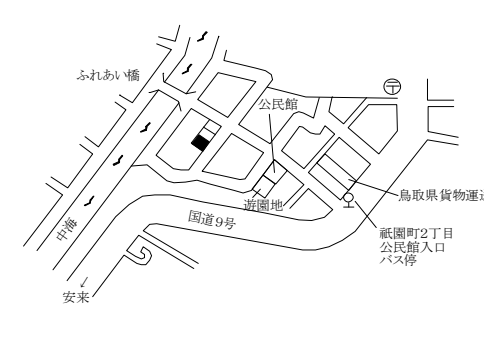 ふれあい橋
公民館
鳥取県貨物運送
遊園地
国道9号
祇園町2丁目
公民館入口
バス停
中海
安来